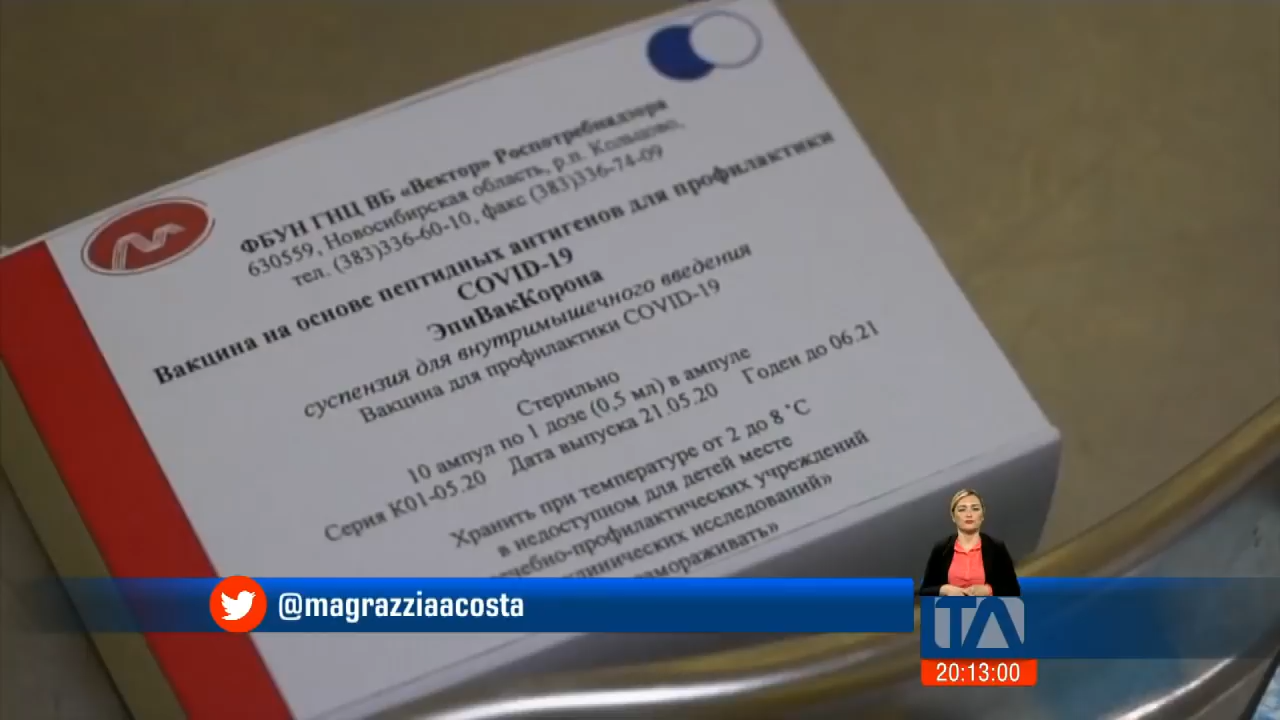 ФБУН ГНЦ ВБ «Вектор» Роспотребнадзора
630559, Новосибирская область, р.п. Кольцово,
тел. (383)336-60-10, факс (383)336-74-09
Вакцина на основе пептидных антигенов для профилактики
COVID-19
ЭпиВакКорона
суспензия для внутримышечного введения
Вакцина для профилактики COVID-19
Стерильно
10 ампул по 1 дозе (0,5 мл) в ампуле
Серия К01-05.20 Дата выпуска 21.05.20 Годен до 06.21
Хранить при температуре от 2 до 8 °С
в недоступном для детей месте
профилактических учреждений
исследований»
@magrazziaacosta
TA
20:13:00